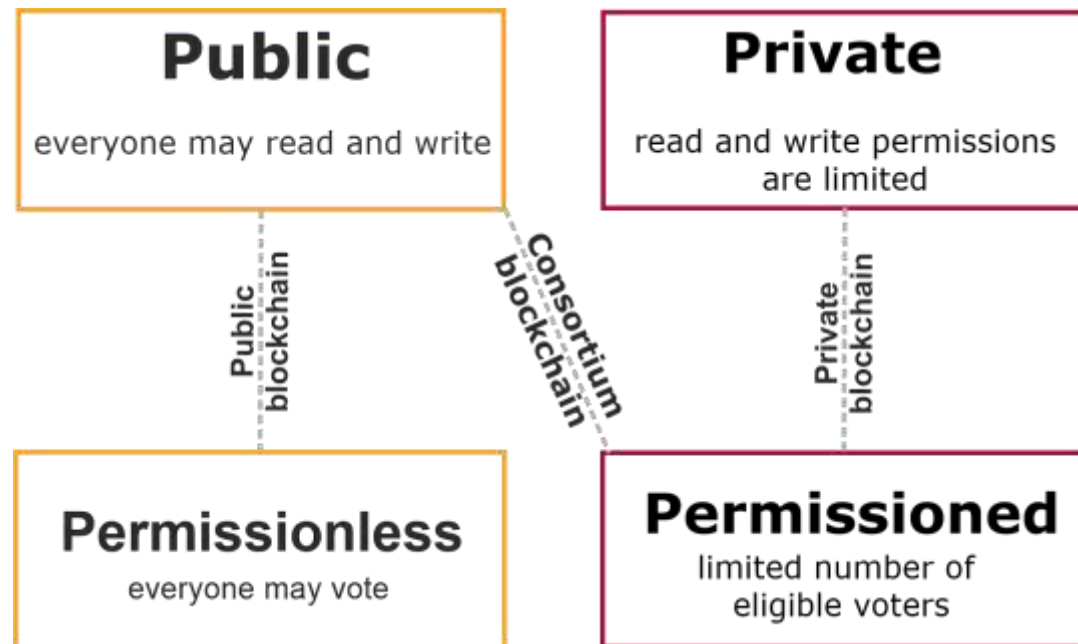 Public
everyone may read and write
Private
read and write permissions
are limited
Public
blockchain
Consortium
blockchain
Private
blockchain
Permissionless
everyone may vote
Permissioned
limited number of
eligible voters